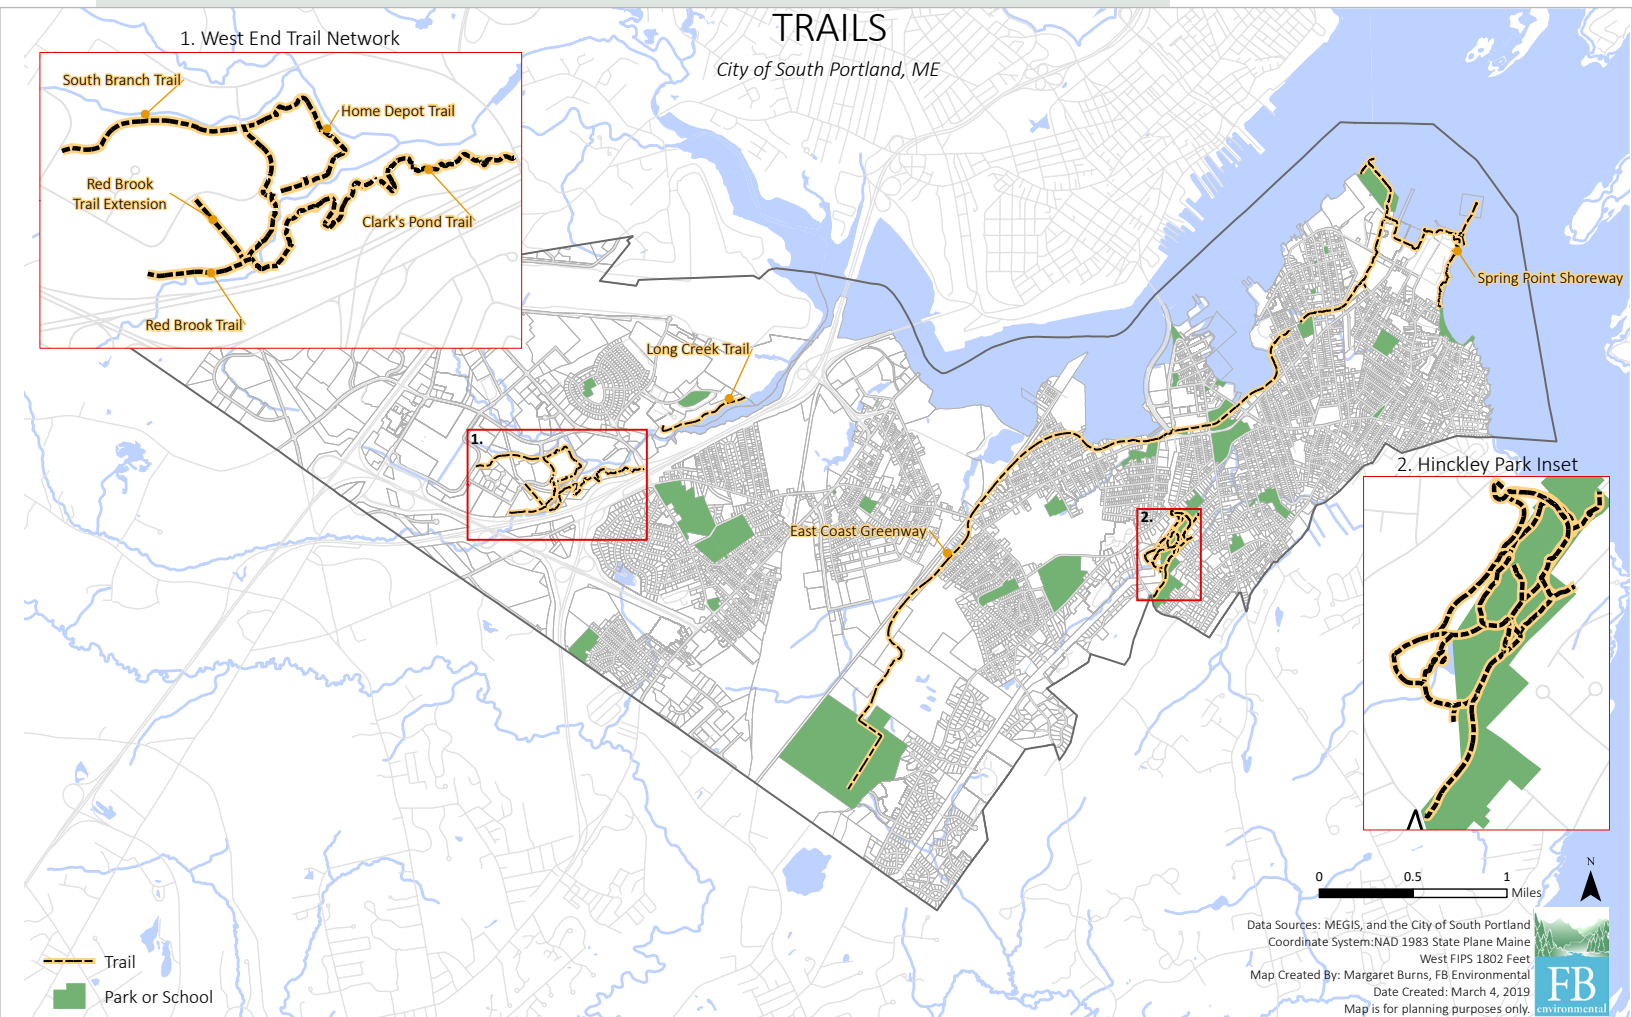 TRAILS
City of South Portland, ME
1. West End Trail Network
South Branch Trail
Home Depot Trail
Red Brook
Trail Extension
Clark's Pond Trail
Red Brook Trail
Spring Point Shoreway
Long Creek Trail
1.
East Coast Greenway
2.
2. Hinckley Park Inset
N
0 0.5 1
Miles
Data Sources: MEGIS, and the City of South Portland
Coordinate System:NAD 1983 State Plane Maine
West FIPS 1802 Feet
Map Created By: Margaret Burns, FB Environmental
Date Created: March 4, 2019
Map is for planning purposes only.
FB
environmental
Trail
Park or School